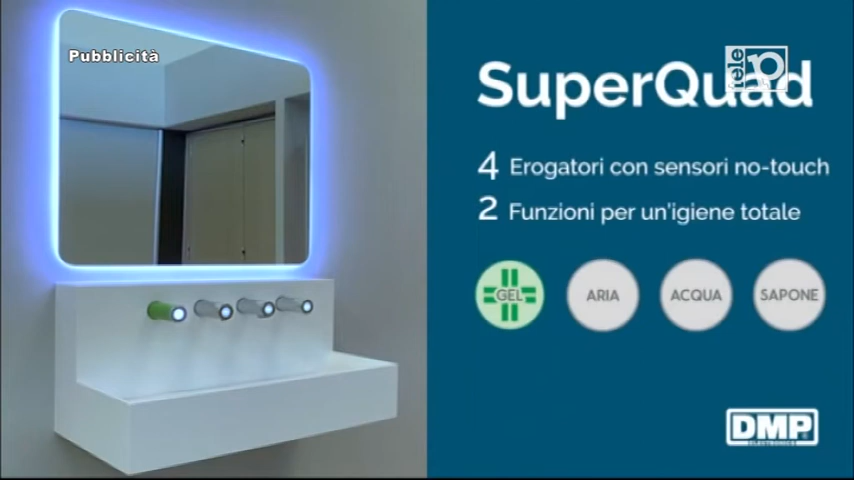 Pubblicità
tele
SuperQuad
4 Erogatori con sensori no-touch
2 Funzioni per un'igiene totale
GEL
ARIA
ACQUA
SAPONE
DMP
ELECTRONICS